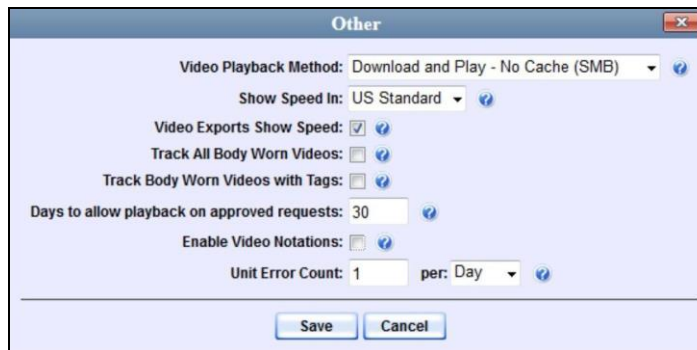 Other
Video Playback Method: Download and Play - No Cache (SMB)
Show Speed In: US Standard
Video Exports Show Speed:
Track All Body Worn Videos:
Track Body Worn Videos with Tags:
Days to allow playback on approved requests: 30
Enable Video Notations:
Unit Error Count: 1 per: Day
Save Cancel